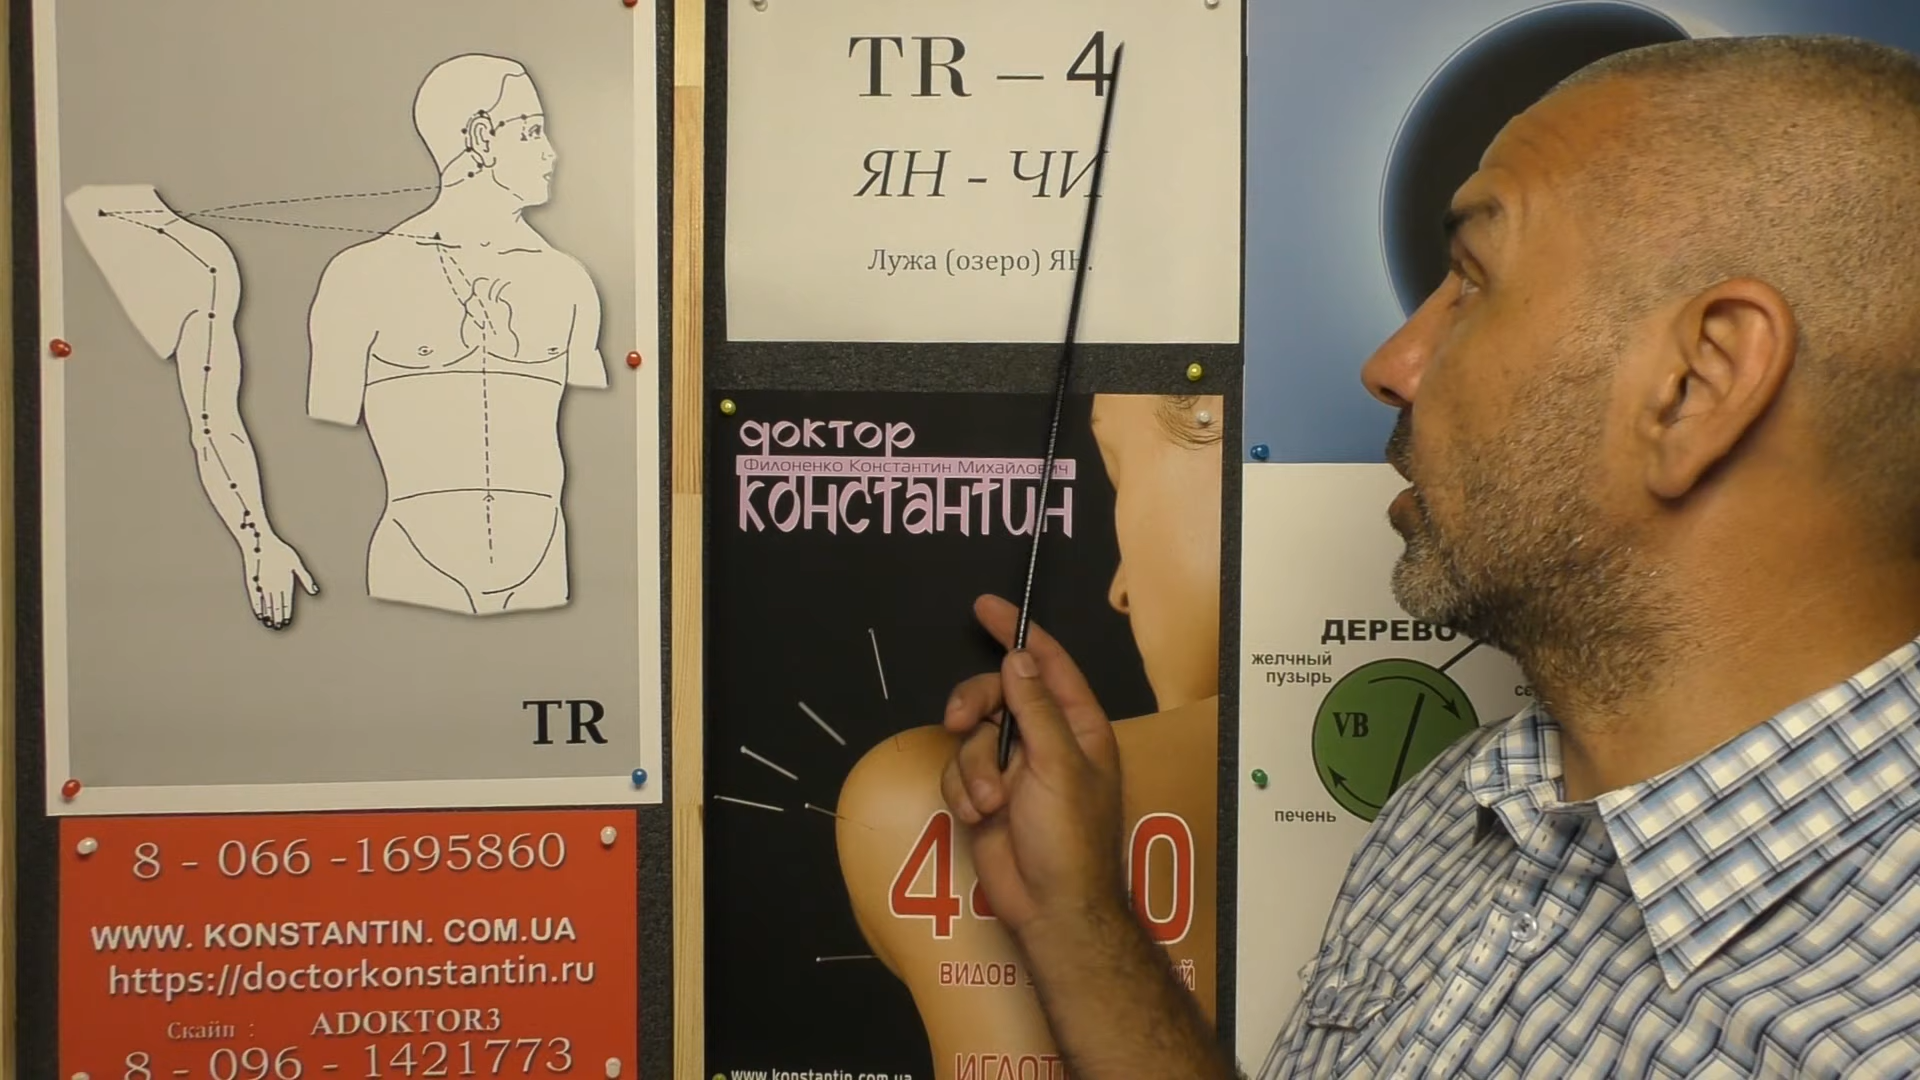 TR – 4
ЯН - ЧИ
Лужа (озеро) ЯН.
TR
доктор
Филоненко Константин Михайлович
константин
видов
www.konstantin.com.ua
8 - 066 -1695860
WWW. KONSTANTIN. COM.UA
https://doctorkonstantin.ru
Скайп : ADOKTOR3
8 - 096 - 1421773
ДЕРЕВО
желчный
пузырь
VB
печень